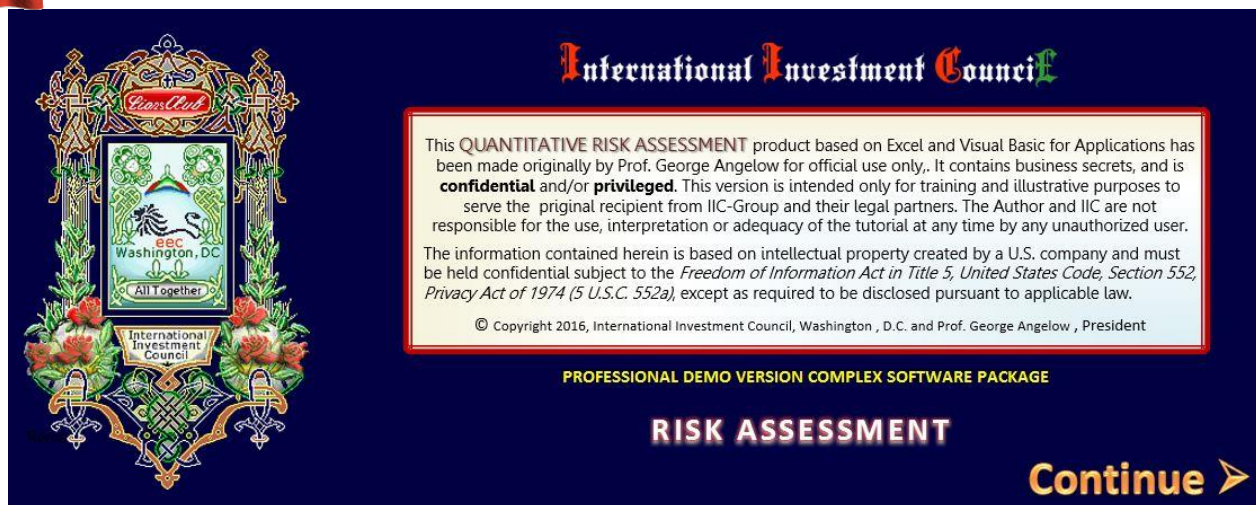 International Investment CounciE
Lions Club
eec
Washington, DC
All Together
International
Investment
Council
This QUANTITATIVE RISK ASSESSMENT product based on Excel and Visual Basic for Applications has
been made originally by Prof. George Angelow for official use only,. It contains business secrets, and is
confidential and/or privileged. This version is intended only for training and illustrative purposes to
serve the priginal recipient from IIC-Group and their legal partners. The Author and IIC are not
responsible for the use, interpretation or adequacy of the tutorial at any time by any unauthorized user.
The information contained herein is based on intellectual property created by a U.S. company and must
be held confidential subject to the Freedom of Information Act in Title 5, United States Code, Section 552,
Privacy Act of 1974 (5 U.S.C. 552a), except as required to be disclosed pursuant to applicable law.
© Copyright 2016, International Investment Council, Washington , D.C. and Prof. George Angelow , President
PROFESSIONAL DEMO VERSION COMPLEX SOFTWARE PACKAGE
RISK ASSESSMENT
Continue